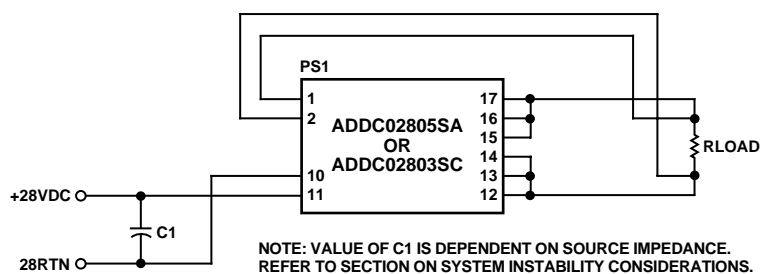 PS1
1
2
10
11
ADDC02805SA
OR
ADDC02803SC
17
16
15
14
13
12
RLOAD
+28VDC
C1
28RTN
NOTE: VALUE OF C1 IS DEPENDENT ON SOURCE IMPEDANCE.
REFER TO SECTION ON SYSTEM INSTABILITY CONSIDERATIONS.